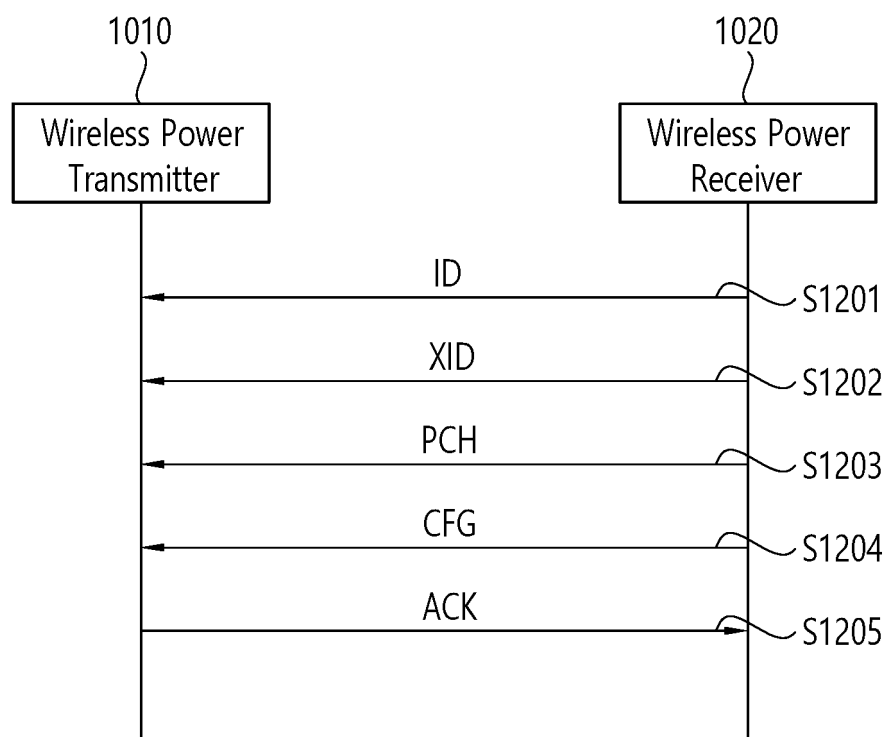 1010
1020
Wireless Power
Transmitter
Wireless Power
Receiver
ID
S1201
XID
S1202
PCH
S1203
CFG
S1204
ACK
S1205